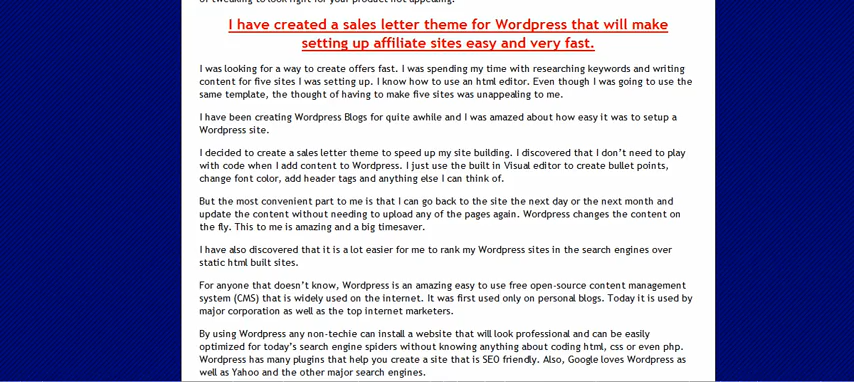 of tweaking to look right for your product not appealing.
I have created a sales letter theme for Wordpress that will make
setting up affiliate sites easy and very fast.
I was looking for a way to create offers fast. I was spending my time with researching keywords and writing
content for five sites I was setting up. I know how to use an html editor. Even though I was going to use the
same template, the thought of having to make five sites was unappealing to me.
I have been creating Wordpress Blogs for quite awhile and I was amazed about how easy it was to setup a
Wordpress site.
I decided to create a sales letter theme to speed up my site building. I discovered that I don't need to play
with code when I add content to Wordpress. I just use the built in Visual editor to create bullet points,
change font color, add header tags and anything else I can think of.
But the most convenient part to me is that I can go back to the site the next day or the next month and
update the content without needing to upload any of the pages again. Wordpress changes the content on
the fly. This to me is amazing and a big timesaver.
I have also discovered that it is a lot easier for me to rank my Wordpress sites in the search engines over
static html built sites.
For anyone that doesn't know, Wordpress is an amazing easy to use free open-source content management
system (CMS) that is widely used on the internet. It was first used only on personal blogs. Today it is used by
major corporation as well as the top internet marketers.
By using Wordpress any non-techie can install a website that will look professional and can be easily
optimized for today's search engine spiders without knowing anything about coding html, css or even php.
Wordpress has many plugins that help you create a site that is SEO friendly. Also, Google loves Wordpress as
well as Yahoo and the other major search engines.